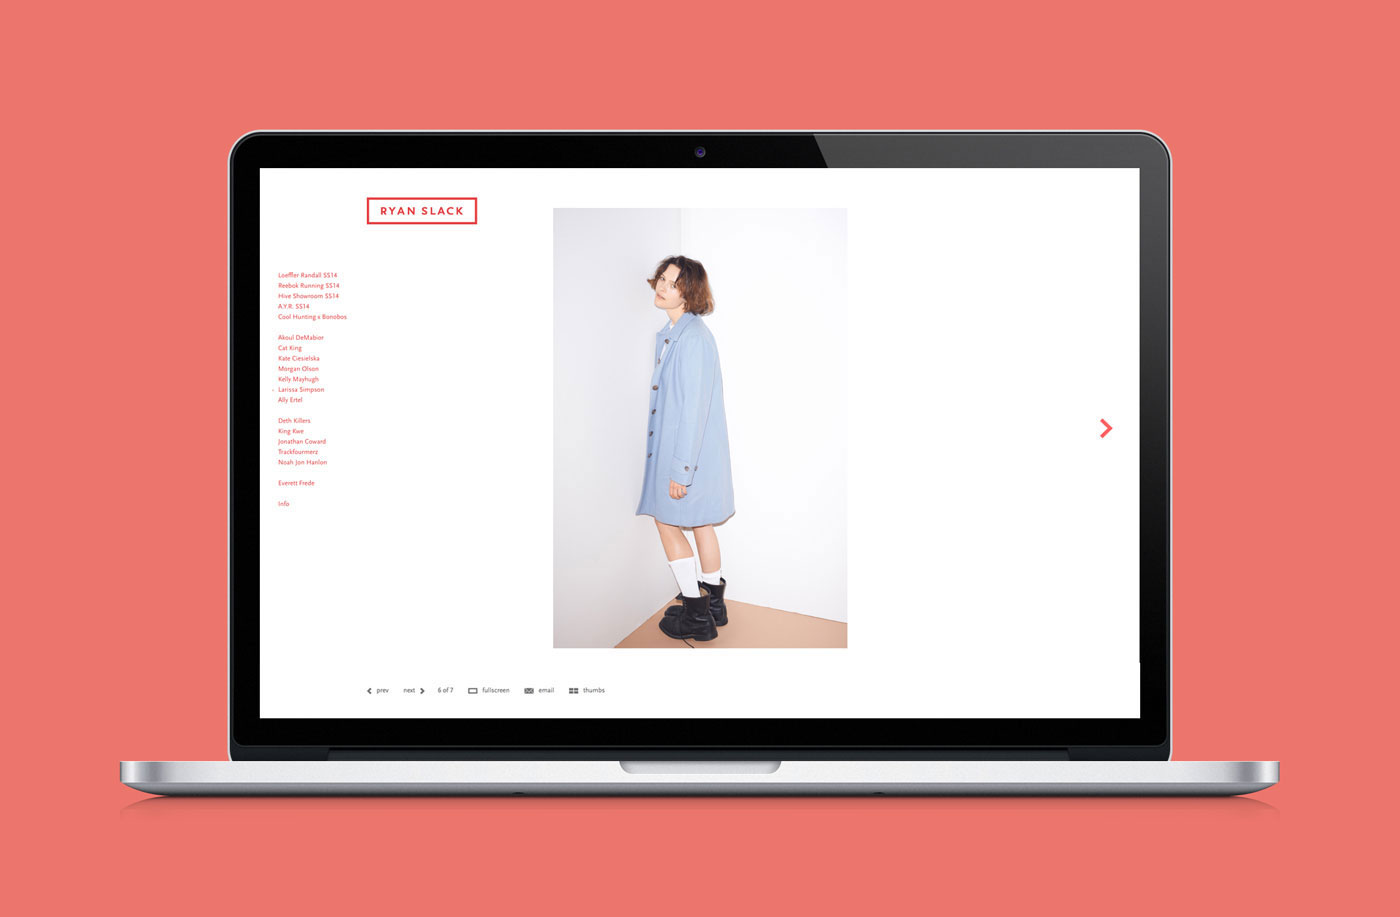 RYAN SLACK
Loeffler Randall SS14
Reebok Running SS14
Hive Showroom SS14
A.Y.R. SS14
Cool Hunting x Bonobos
Akoul DeMabior
Cat King
Kate Ciesielska
Morgan Olson
Kelly Mayhugh
- Larissa Simpson
Ally Ertel
Deth Killers
King Kwe
Jonathan Coward
Trackfourmerz
Noah Jon Hanlon
Everett Frede
Info
prev next 6 of 7 fullscreen email thumbs